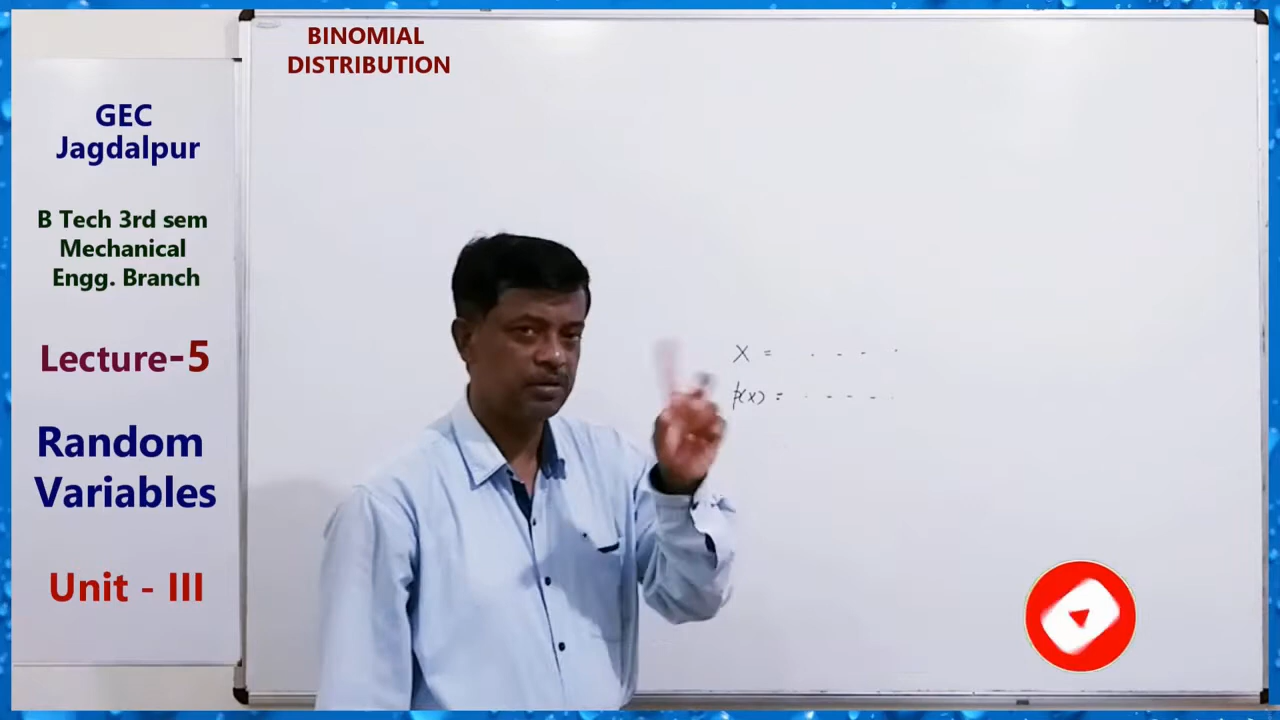 BINOMIAL
DISTRIBUTION
GEC
Jagdalpur
B Tech 3rd sem
Mechanical
Engg. Branch
Lecture-5
Random
Variables
Unit - III
X = . - - .
p(x) = . - - - .